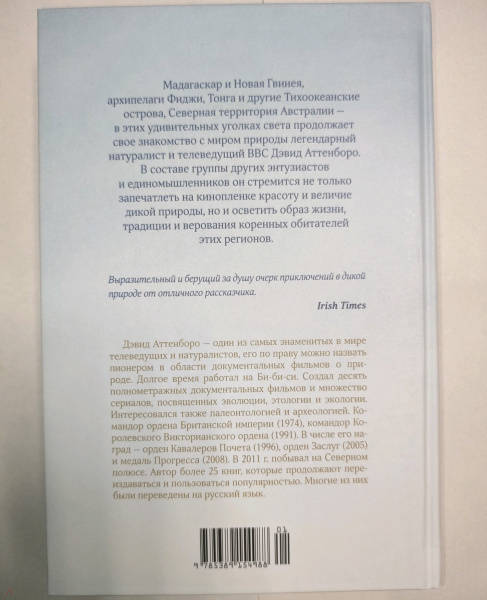 Мадагаскар и Новая Гвинея,
архипелаги Фиджи, Тонга и другие Тихоокеанские
острова, Северная территория Австралии —
в этих удивительных уголках света продолжает
свое знакомство с миром природы легендарный
натуралист и телеведущий BBC Дэвид Аттенборо.
В составе группы других энтузиастов
и единомышленников он стремится не только
запечатлеть на кинопленке красоту и величие
дикой природы, но и осветить образ жизни,
традиции и верования коренных обитателей
этих регионов.
Выразительный и берущий за душу очерк приключений в дикой
природе от отличного рассказчика.
Irish Times
Дэвид Аттенборо — один из самых знаменитых в мире
телеведущих и натуралистов, его по праву можно назвать
пионером в области документальных фильмов о при-
роде. Долгое время работал на Би-би-си. Создал десять
полнометражных документальных фильмов и множество
сериалов, посвященных эволюции, этологии и экологии.
Интересовался также палеонтологией и археологией. Ко-
мандор ордена Британской империи (1974), командор Ко-
ролевского Викторианского ордена (1991). В числе его на-
град — орден Кавалеров Почета (1996), орден Заслуг (2005)
и медаль Прогресса (2008). В 2011 г. побывал на Северном
полюсе. Автор более 25 книг, которые продолжают пере-
издаваться и пользоваться популярностью. Многие из них
были переведены на русский язык.
01
9 785389 154988